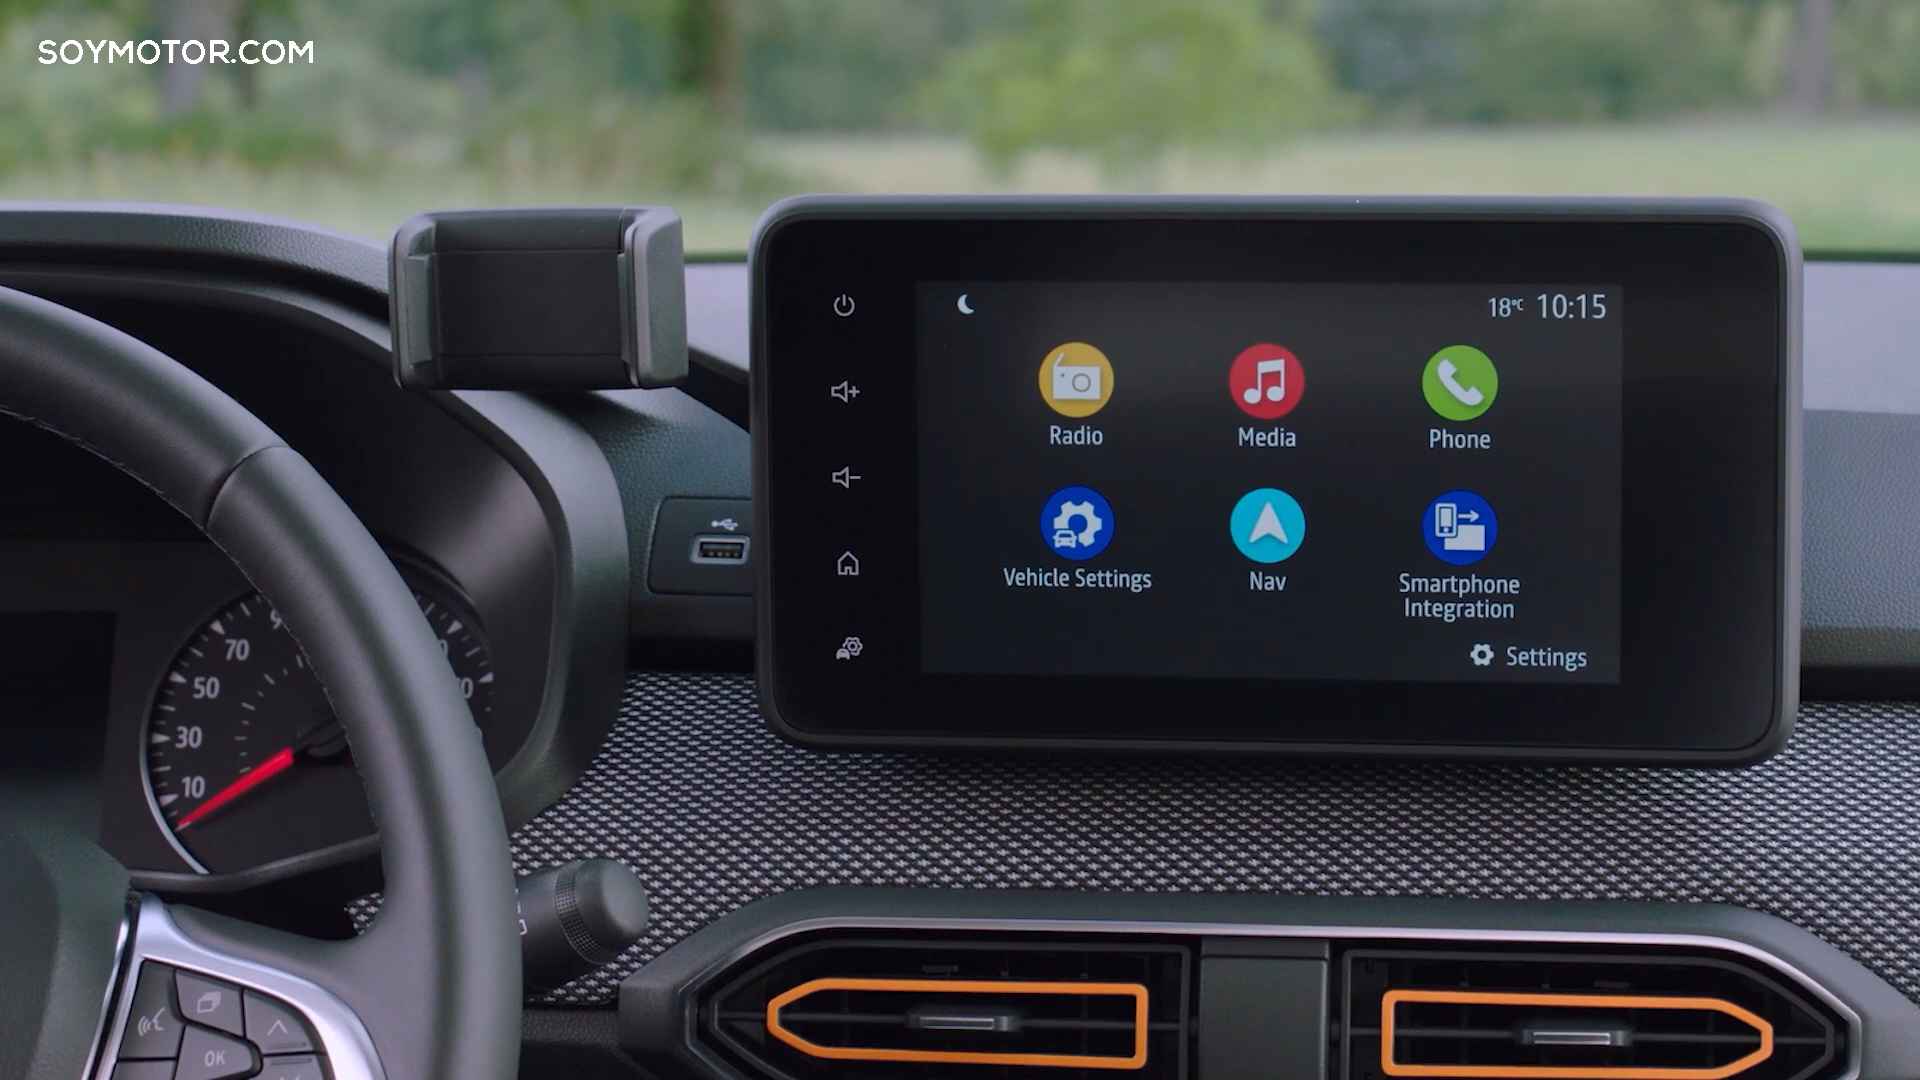 SOYMOTOR.COM
18°C 10:15
Radio
Media
Phone
Vehicle Settings
Nav
Smartphone
Integration
Settings
70
50
30
10
OK